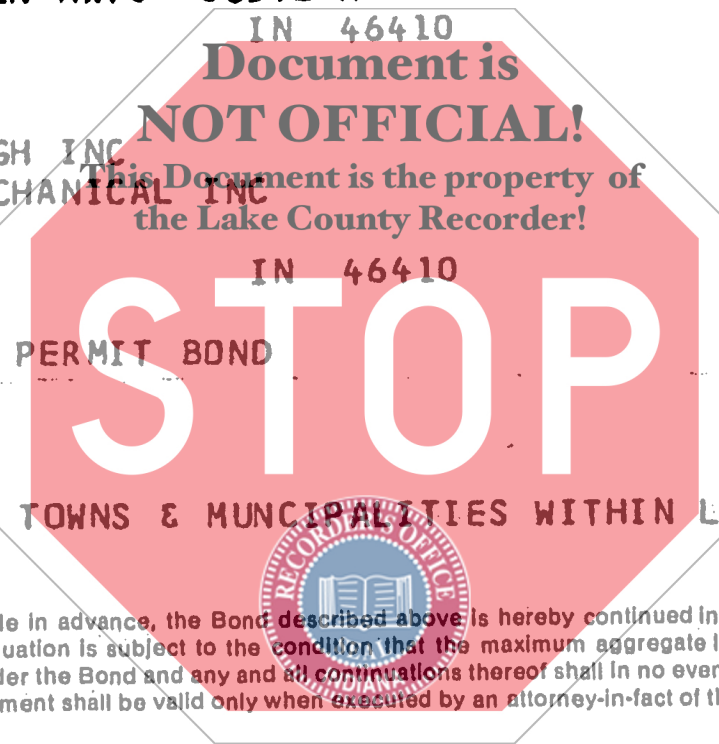 IN 46410
Document is
NOT OFFICIAL!
GH INC
This Document is the property of
CHANICAL INC
the Lake County Recorder!
IN 46410
STOP
PERMIT BOND
TOWNS & MUNCIPALITIES WITHIN L
RECORDER'S OFFICE
le in advance, the Bond described above is hereby continued in
uation is subject to the condition that the maximum aggregate l
der the Bond and any and all continuations thereof shall in no even
ment shall be valid only when executed by an attorney-in-fact of th
INDIANA